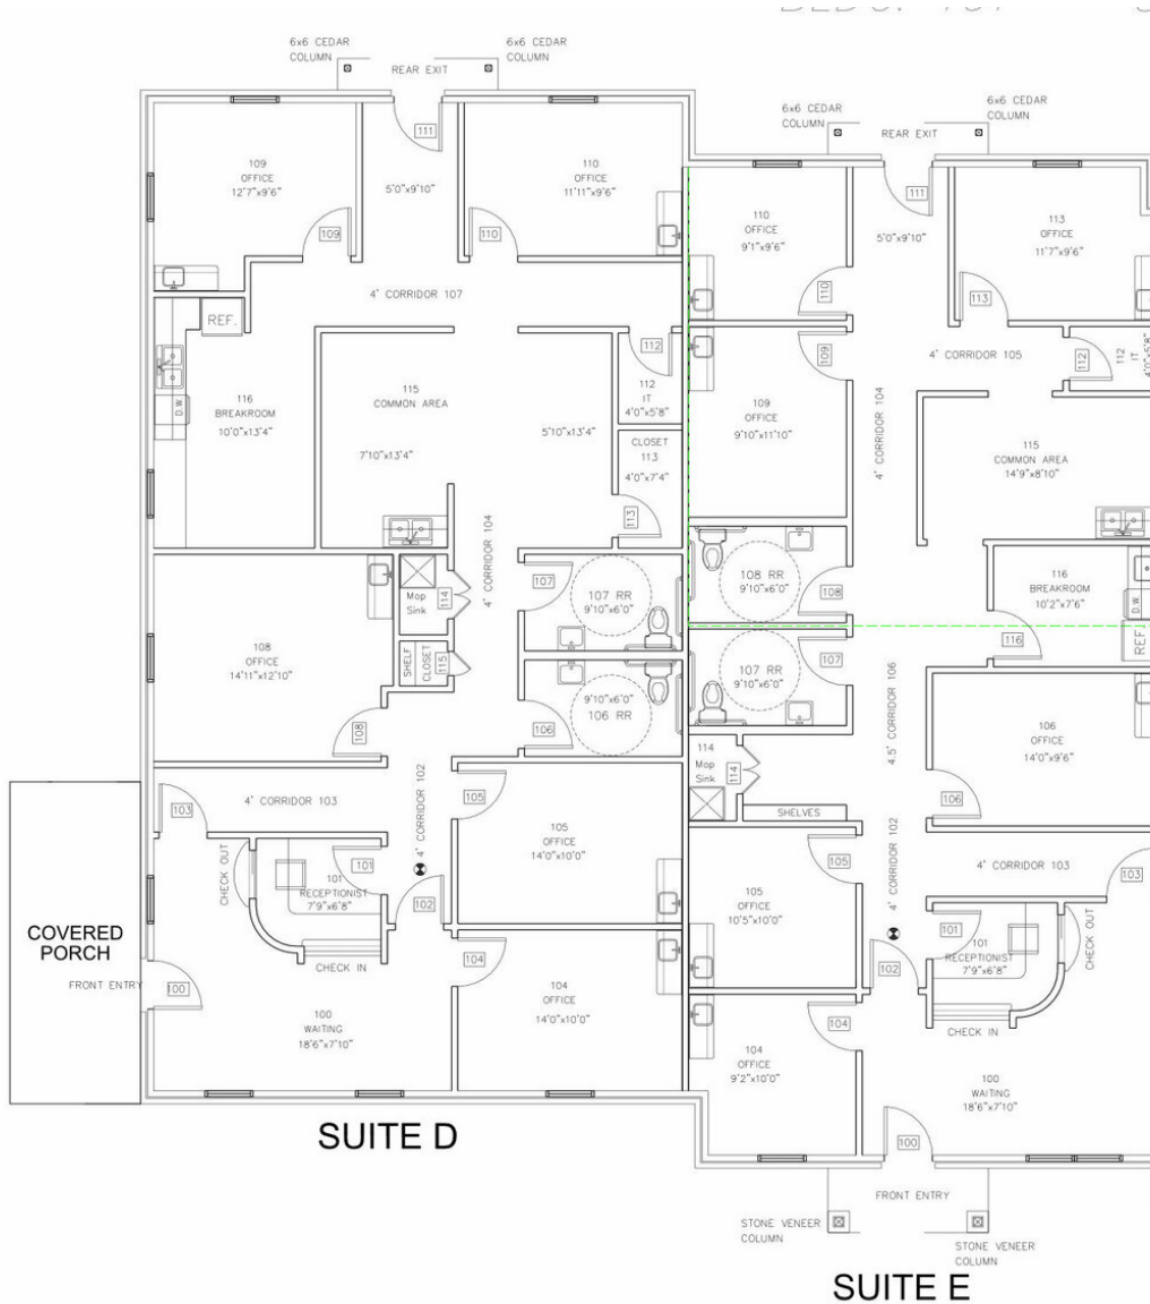 6x6 CEDAR
COLUMN
REAR EXIT
6x6 CEDAR
COLUMN
111
109
OFFICE
12'7"x9'6"
5'0"x9'10"
110
OFFICE
11'11"x9'6"
109
110
4' CORRIDOR 107
REF.
D.W.
116
BREAKROOM
10'0"x13'4"
115
COMMON AREA
7'10"x13'4"
5'10"x13'4"
112
112
IT
4'0"x5'8"
CLOSET
113
4'0"x7'4"
113
4' CORRIDOR 104
Mop
Sink
114
107
107 RR
9'10"x6'0"
108
OFFICE
14'11"x12'10"
SHELF
CLOSET
115
9'10"x6'0"
106 RR
106
108
4' CORRIDOR 103
4' CORRIDOR 102
103
105
105
OFFICE
14'0"x10'0"
CHECK OUT
101
101
RECEPTIONIST
7'9"x6'8"
102
CHECK IN
104
104
OFFICE
14'0"x10'0"
COVERED
PORCH
FRONT ENTRY
100
100
WAITING
18'6"x7'10"
SUITE D
6x6 CEDAR
COLUMN
REAR EXIT
6x6 CEDAR
COLUMN
111
110
OFFICE
9'1"x9'6"
5'0"x9'10"
113
OFFICE
11'7"x9'6"
110
113
109
4' CORRIDOR 105
112
112
IT
4'0"x5'8"
109
OFFICE
9'10"x11'10"
4' CORRIDOR 104
115
COMMON AREA
14'9"x8'10"
108 RR
9'10"x6'0"
108
116
BREAKROOM
10'2"x7'6"
D.W.
REF.
116
107 RR
9'10"x6'0"
107
4.5' CORRIDOR 106
106
OFFICE
14'0"x9'6"
114
Mop
Sink
114
SHELVES
106
105
4' CORRIDOR 102
4' CORRIDOR 103
103
105
OFFICE
10'5"x10'0"
101
101
RECEPTIONIST
7'9"x6'8"
CHECK OUT
102
CHECK IN
104
104
OFFICE
9'2"x10'0"
100
WAITING
18'6"x7'10"
100
FRONT ENTRY
STONE VENEER
COLUMN
STONE VENEER
COLUMN
SUITE E